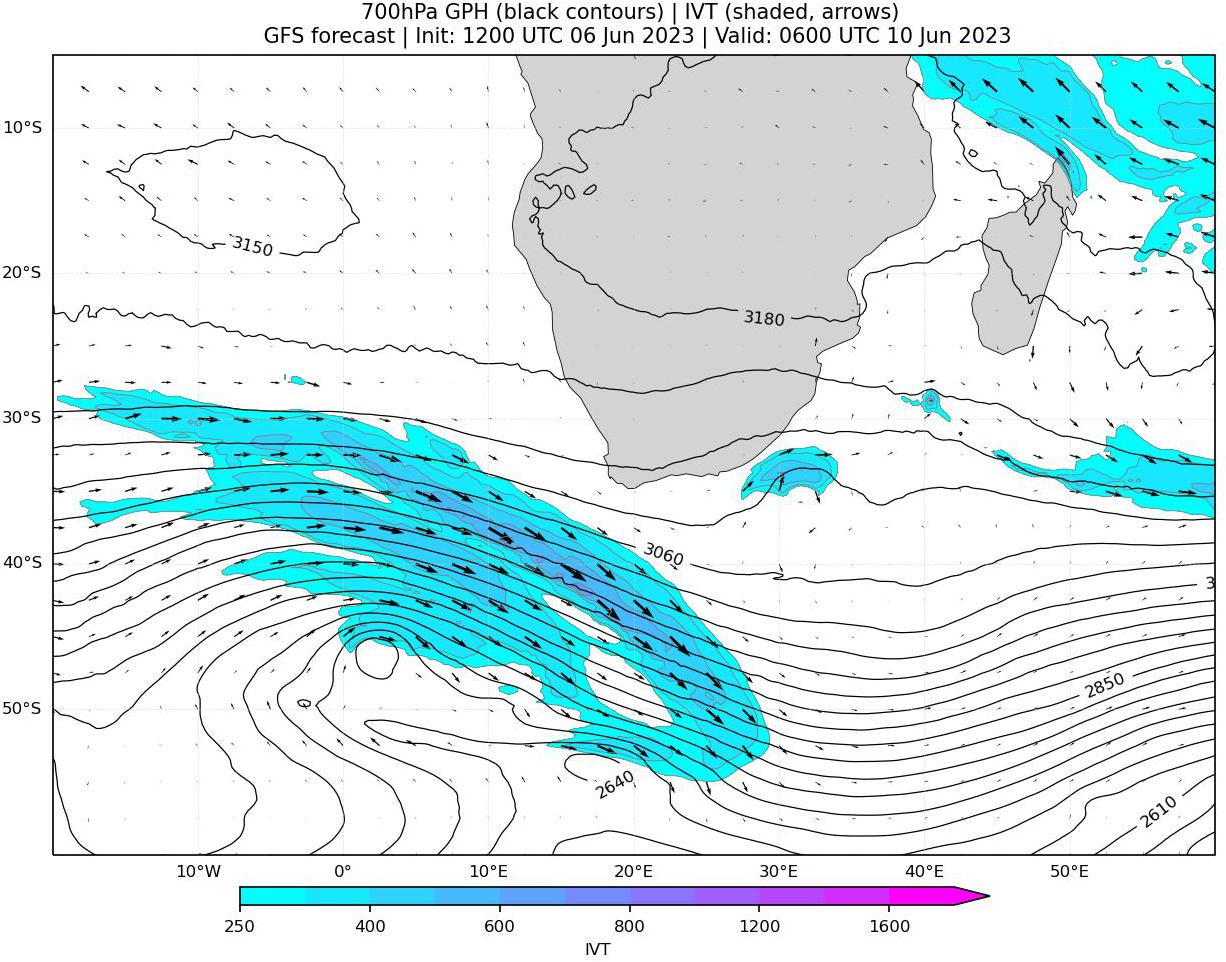 700hPa GPH (black contours) | IVT (shaded, arrows)
GFS forecast | Init: 1200 UTC 06 Jun 2023 | Valid: 0600 UTC 10 Jun 2023
10°S
3150
20°S
3180
30°S
3060
40°S
3
2850
50°S
2640
2610
10°W 0° 10°E 20°E 30°E 40°E 50°E
250 400 600 800 1200 1600
IVT